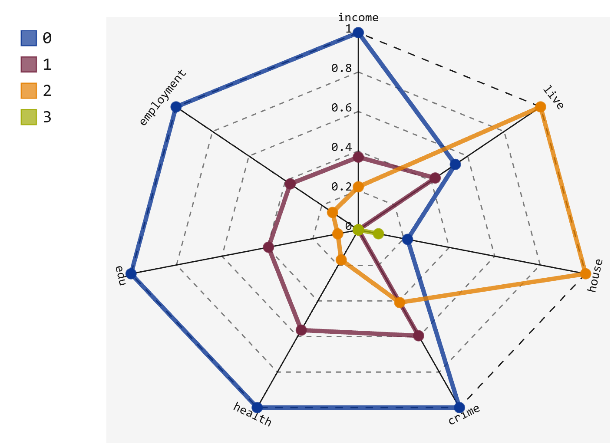 0
1
2
3
income
live
house
crime
health
edu
employment
1
0.8
0.6
0.4
0.2
0